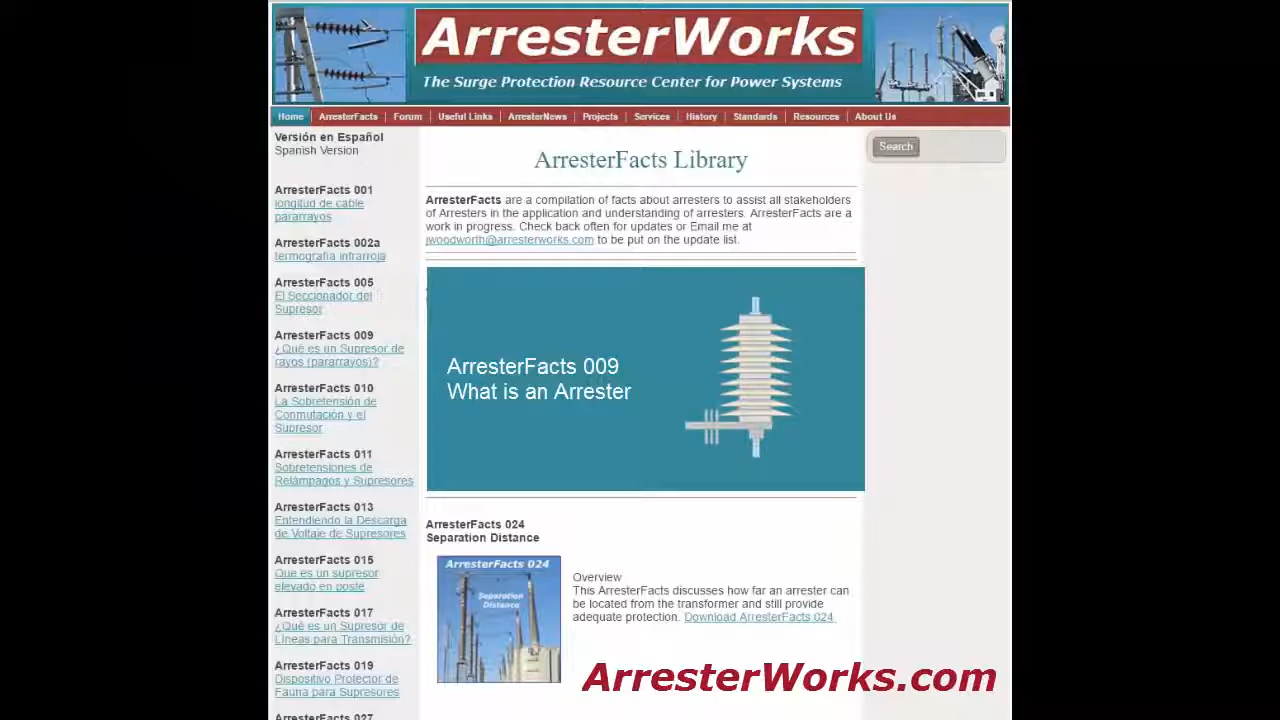 ArresterWorks
The Surge Protection Resource Center for Power Systems
Home
ArresterFacts
Forum
Useful Links
ArresterNews
Projects
Services
History
Standards
Resources
About Us
Versión en Español
Spanish Version
ArresterFacts 001
longitud de cable
pararrayos
ArresterFacts 002a
termografia infrarroja
ArresterFacts 005
El Seccionador del
Supresor
ArresterFacts 009
¿Qué es un Supresor de
rayos (pararrayos)?
ArresterFacts 010
La Sobretensión de
Conmutación y el
Supresor
ArresterFacts 011
Sobretensiones de
Relámpagos y Supresores
ArresterFacts 013
Entendiendo la Descarga
de Voltaje de Supresores
ArresterFacts 015
Que es un supresor
elevado en poste
ArresterFacts 017
¿Qué es un Supresor de
Líneas para Transmisión?
ArresterFacts 019
Dispositivo Protector de
Fauna para Supresores
ArresterFacts 027
ArresterFacts Library
ArresterFacts are a compilation of facts about arresters to assist all stakeholders
of Arresters in the application and understanding of arresters. ArresterFacts are a
work in progress. Check back often for updates or Email me at
jwoodworth@arresterworks.com to be put on the update list.
ArresterFacts 009
What is an Arrester
ArresterFacts 024
Separation Distance
ArresterFacts 024
Separation
Distance
Overview
This ArresterFacts discusses how far an arrester can
be located from the transformer and still provide
adequate protection. Download ArresterFacts 024
Search
ArresterWorks.com